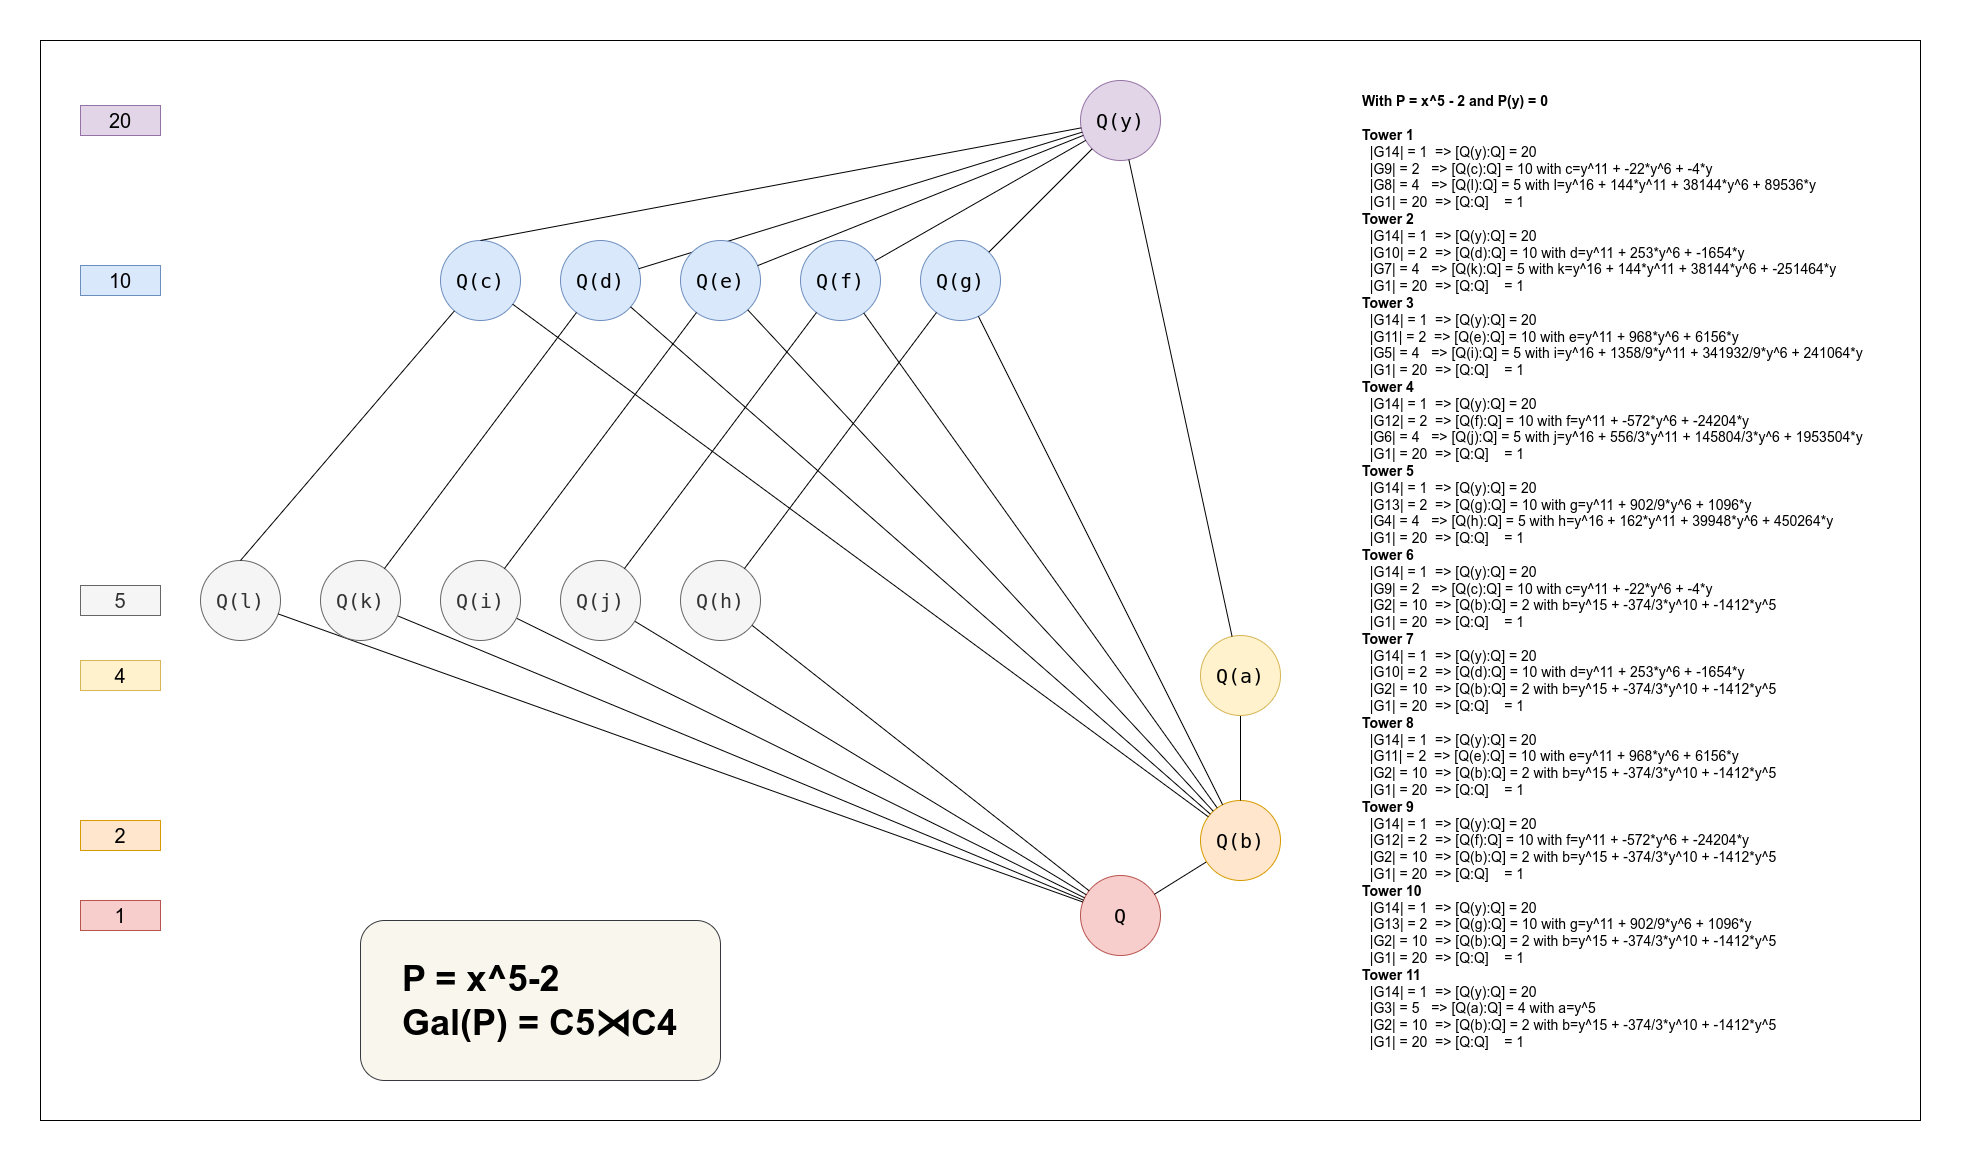 20
Q(y)
10
Q(c)
Q(d)
Q(e)
Q(f)
Q(g)
5
Q(l)
Q(k)
Q(i)
Q(j)
Q(h)
4
Q(a)
2
Q(b)
1
Q
P = x^5-2
Gal(P) = C5⋊C4
With P = x^5 - 2 and P(y) = 0
Tower 1
|G14| = 1 => [Q(y):Q] = 20
|G9| = 2 => [Q(c):Q] = 10 with c=y^11 + -22*y^6 + -4*y
|G8| = 4 => [Q(l):Q] = 5 with l=y^16 + 144*y^11 + 38144*y^6 + 89536*y
|G1| = 20 => [Q:Q] = 1
Tower 2
|G14| = 1 => [Q(y):Q] = 20
|G10| = 2 => [Q(d):Q] = 10 with d=y^11 + 253*y^6 + -1654*y
|G7| = 4 => [Q(k):Q] = 5 with k=y^16 + 144*y^11 + 38144*y^6 + -251464*y
|G1| = 20 => [Q:Q] = 1
Tower 3
|G14| = 1 => [Q(y):Q] = 20
|G11| = 2 => [Q(e):Q] = 10 with e=y^11 + 968*y^6 + 6156*y
|G5| = 4 => [Q(i):Q] = 5 with i=y^16 + 1358/9*y^11 + 341932/9*y^6 + 241064*y
|G1| = 20 => [Q:Q] = 1
Tower 4
|G14| = 1 => [Q(y):Q] = 20
|G12| = 2 => [Q(f):Q] = 10 with f=y^11 + -572*y^6 + -24204*y
|G6| = 4 => [Q(j):Q] = 5 with j=y^16 + 556/3*y^11 + 145804/3*y^6 + 1953504*y
|G1| = 20 => [Q:Q] = 1
Tower 5
|G14| = 1 => [Q(y):Q] = 20
|G13| = 2 => [Q(g):Q] = 10 with g=y^11 + 902/9*y^6 + 1096*y
|G4| = 4 => [Q(h):Q] = 5 with h=y^16 + 162*y^11 + 39948*y^6 + 450264*y
|G1| = 20 => [Q:Q] = 1
Tower 6
|G14| = 1 => [Q(y):Q] = 20
|G9| = 2 => [Q(c):Q] = 10 with c=y^11 + -22*y^6 + -4*y
|G2| = 10 => [Q(b):Q] = 2 with b=y^15 + -374/3*y^10 + -1412*y^5
|G1| = 20 => [Q:Q] = 1
Tower 7
|G14| = 1 => [Q(y):Q] = 20
|G10| = 2 => [Q(d):Q] = 10 with d=y^11 + 253*y^6 + -1654*y
|G2| = 10 => [Q(b):Q] = 2 with b=y^15 + -374/3*y^10 + -1412*y^5
|G1| = 20 => [Q:Q] = 1
Tower 8
|G14| = 1 => [Q(y):Q] = 20
|G11| = 2 => [Q(e):Q] = 10 with e=y^11 + 968*y^6 + 6156*y
|G2| = 10 => [Q(b):Q] = 2 with b=y^15 + -374/3*y^10 + -1412*y^5
|G1| = 20 => [Q:Q] = 1
Tower 9
|G14| = 1 => [Q(y):Q] = 20
|G12| = 2 => [Q(f):Q] = 10 with f=y^11 + -572*y^6 + -24204*y
|G2| = 10 => [Q(b):Q] = 2 with b=y^15 + -374/3*y^10 + -1412*y^5
|G1| = 20 => [Q:Q] = 1
Tower 10
|G14| = 1 => [Q(y):Q] = 20
|G13| = 2 => [Q(g):Q] = 10 with g=y^11 + 902/9*y^6 + 1096*y
|G2| = 10 => [Q(b):Q] = 2 with b=y^15 + -374/3*y^10 + -1412*y^5
|G1| = 20 => [Q:Q] = 1
Tower 11
|G14| = 1 => [Q(y):Q] = 20
|G3| = 5 => [Q(a):Q] = 4 with a=y^5
|G2| = 10 => [Q(b):Q] = 2 with b=y^15 + -374/3*y^10 + -1412*y^5
|G1| = 20 => [Q:Q] = 1